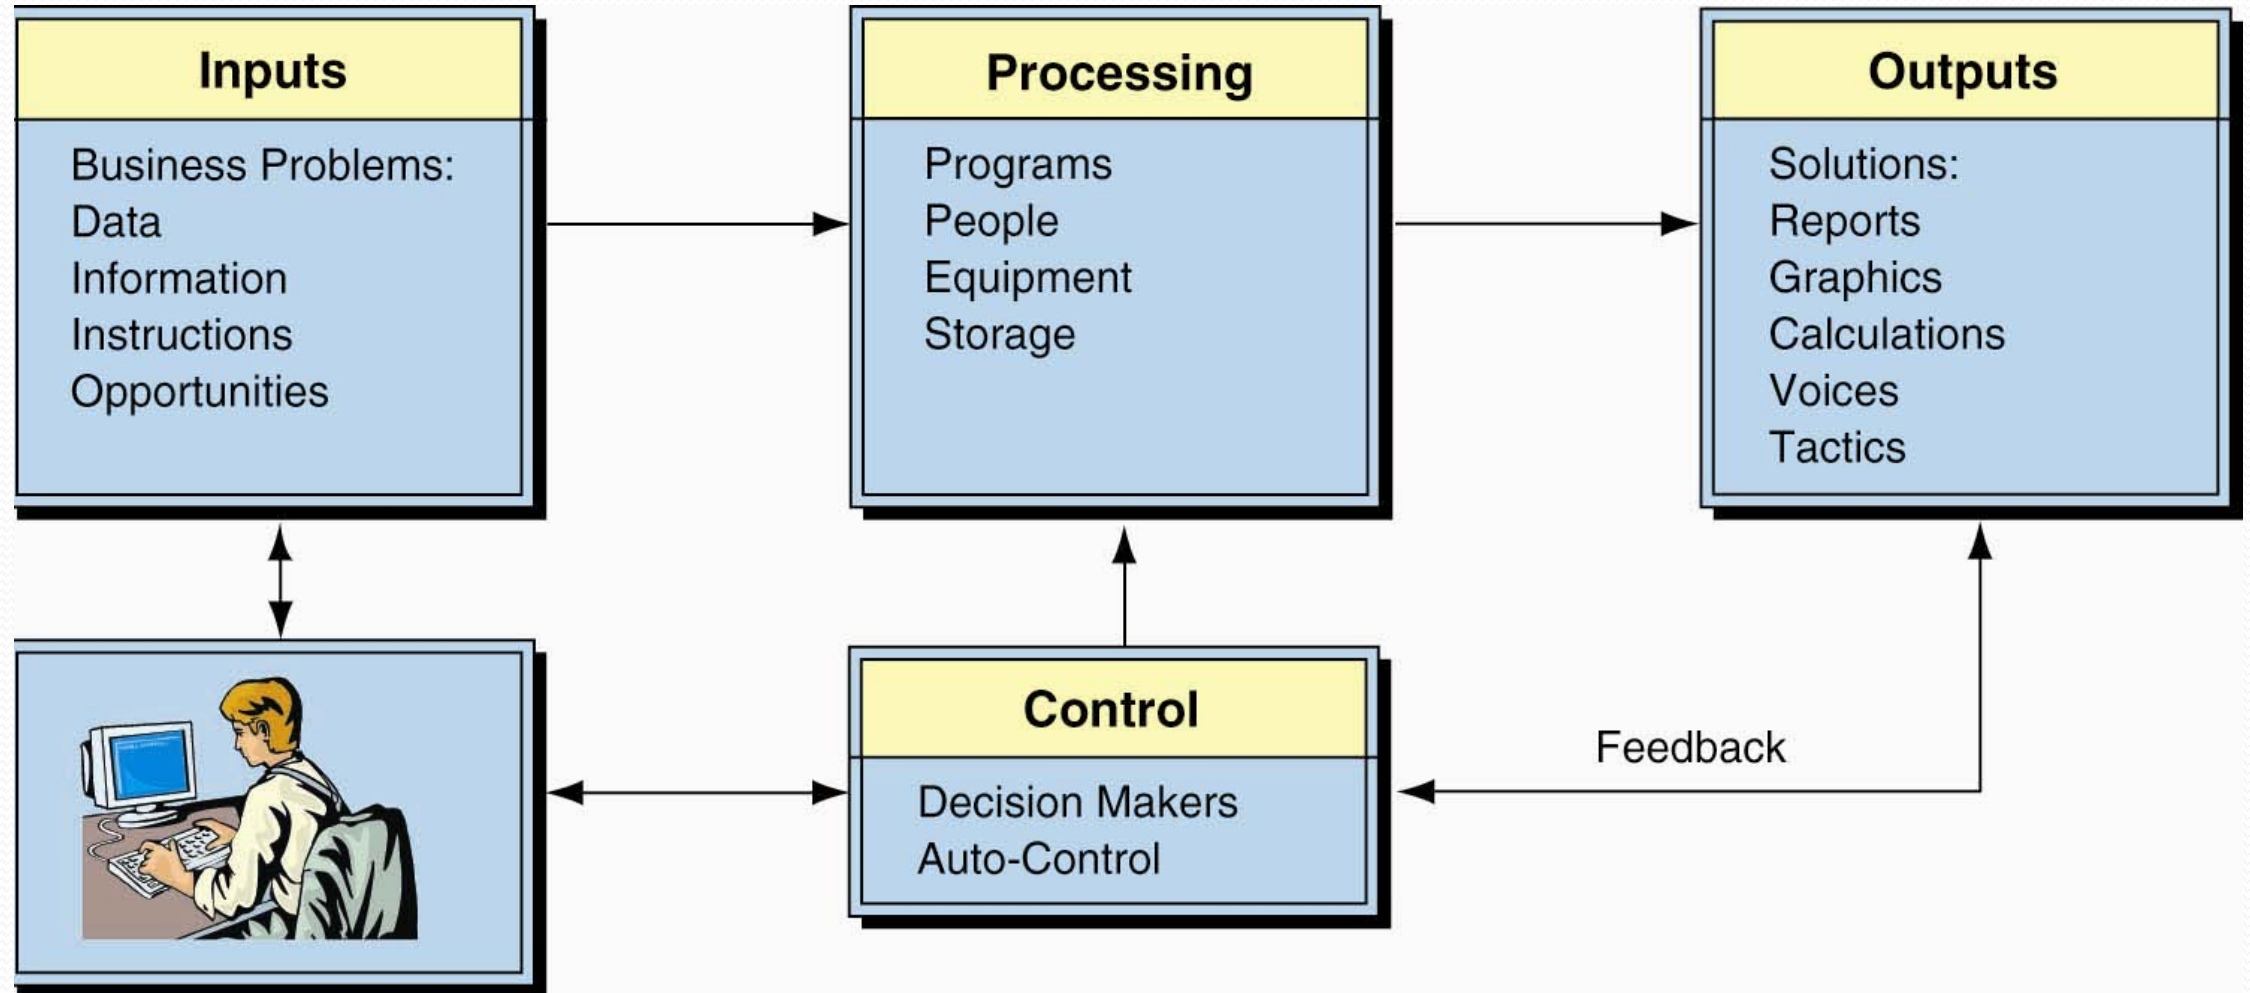 Inputs
Business Problems:
Data
Information
Instructions
Opportunities
Processing
Programs
People
Equipment
Storage
Outputs
Solutions:
Reports
Graphics
Calculations
Voices
Tactics
Control
Decision Makers
Auto-Control
Feedback